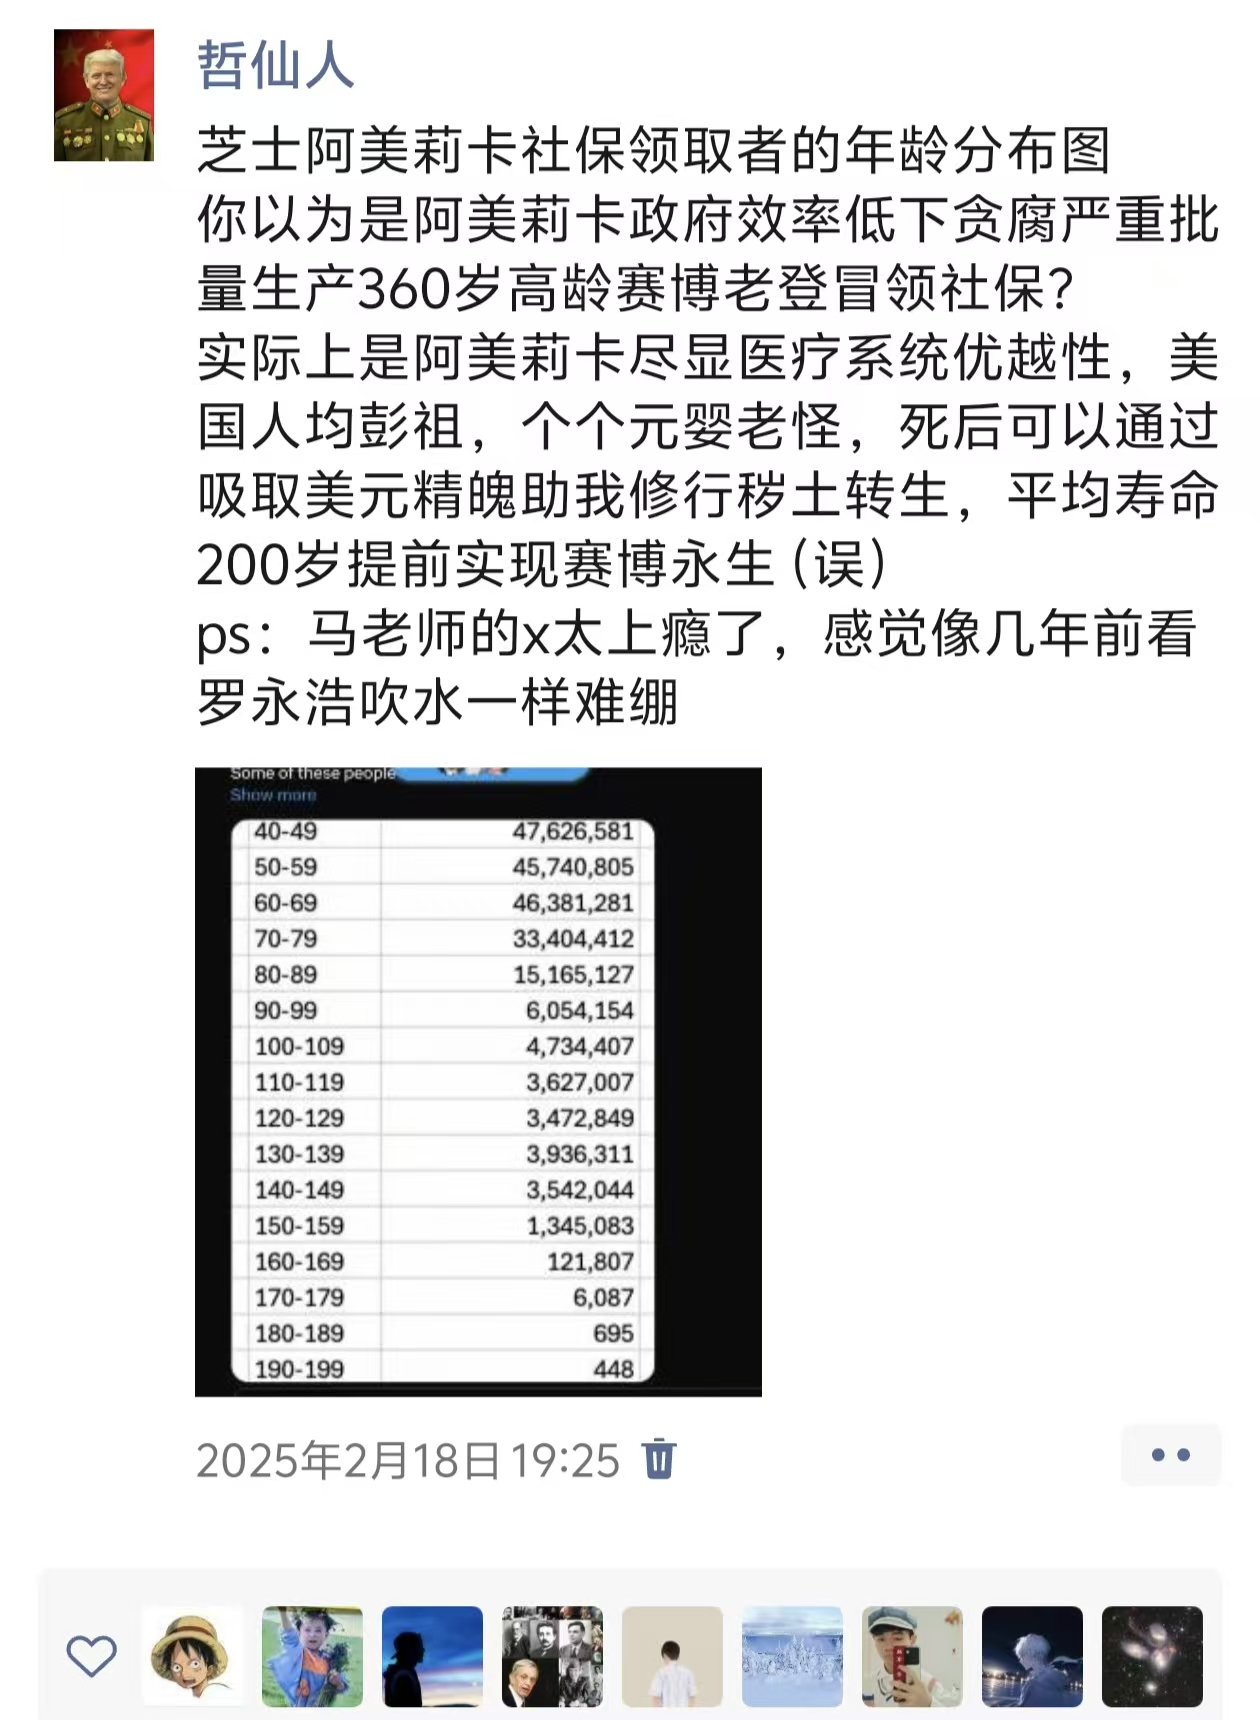 哲仙人
芝士阿美莉卡社保领取者的年龄分布图
你以为是阿美莉卡政府效率低下贪腐严重批
量生产360岁高龄赛博老登冒领社保？
实际上是阿美莉卡尽显医疗系统优越性，美
国人均彭祖，个个元婴老怪，死后可以通过
吸取美元精魄助我修行秽土转生，平均寿命
200岁提前实现赛博永生（误）
ps：马老师的x太上瘾了，感觉像几年前看
罗永浩吹水一样难绷
Some of these people
Show more
40-49 47,626,581
50-59 45,740,805
60-69 46,381,281
70-79 33,404,412
80-89 15,165,127
90-99 6,054,154
100-109 4,734,407
110-119 3,627,007
120-129 3,472,849
130-139 3,936,311
140-149 3,542,044
150-159 1,345,083
160-169 121,807
170-179 6,087
180-189 695
190-199 448
2025年2月18日 19:25